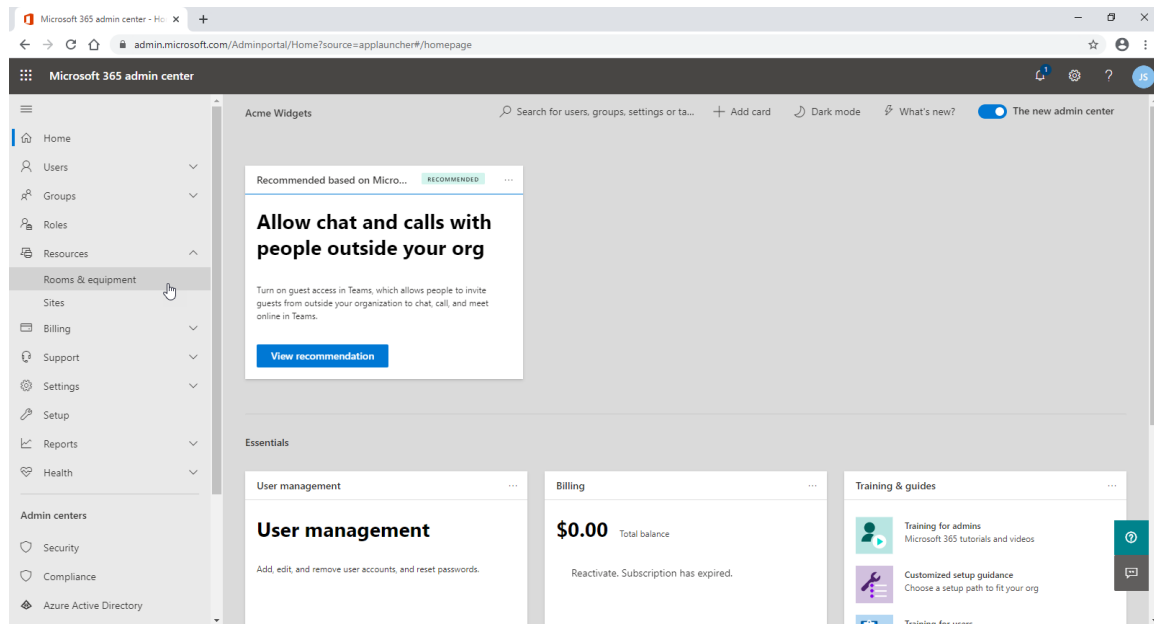 Microsoft 365 admin center - Ho
admin.microsoft.com/Adminportal/Home?source=applauncher#/homepage
Microsoft 365 admin center
1
?
JS
Acme Widgets
Search for users, groups, settings or ta...
Add card
Dark mode
What's new?
The new admin center
Home
Users
Groups
Roles
Resources
Rooms & equipment
Sites
Billing
Support
Settings
Setup
Reports
Health
Admin centers
Security
Compliance
Azure Active Directory
Recommended based on Micro...
RECOMMENDED
Allow chat and calls with
people outside your org
Turn on guest access in Teams, which allows people to invite
guests from outside your organization to chat, call, and meet
online in Teams.
View recommendation
Essentials
User management
User management
Add, edit, and remove user accounts, and reset passwords.
Billing
$0.00 Total balance
Reactivate. Subscription has expired.
Training & guides
Training for admins
Microsoft 365 tutorials and videos
Customized setup guidance
Choose a setup path to fit your org
Training for users